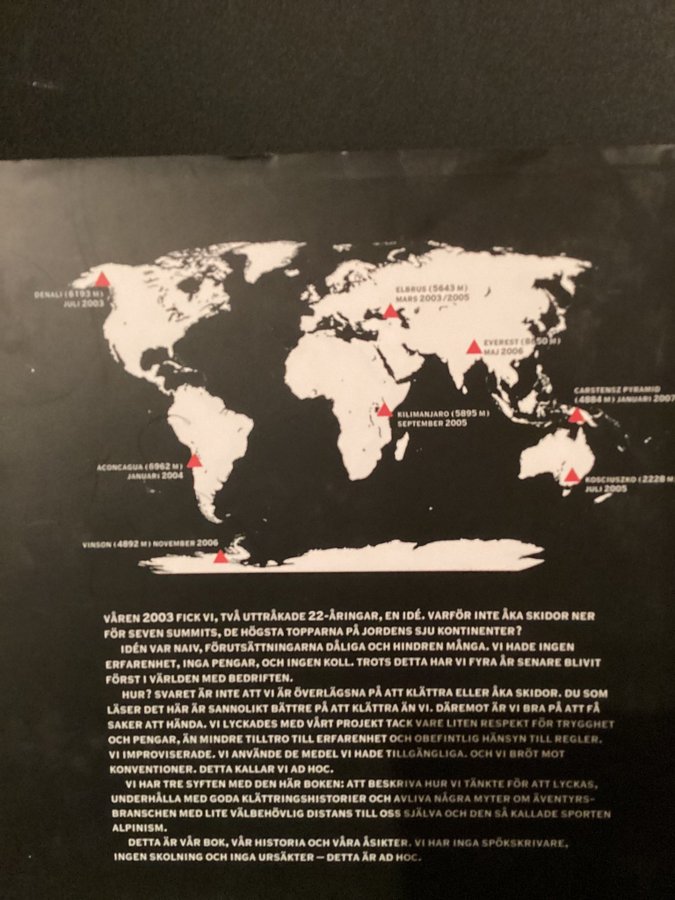 DENALI (6193 M)
JULI 2003
ELBRUS (5643 M)
MARS 2003/2005
EVEREST (8850 M)
MAJ 2006
CARSTENSZ PYRAMID
(4884 M) JANUARI 2007
KILIMANJARO (5895 M)
SEPTEMBER 2005
ACONCAGUA (6962 M)
JANUARI 2004
KOSCIUSZKO (2228 M
JULI 2005
VINSON (4892 M) NOVEMBER 2006
VÅREN 2003 FICK VI, TVÅ UTTRÅKADE 22-ÅRINGAR, EN IDÉ. VARFÖR INTE ÅKA SKIDOR NER
FÖR SEVEN SUMMITS, DE HÖGSTA TOPPARNA PÅ JORDENS SJU KONTINENTER?
IDÉN VAR NAIV, FÖRUTSÄTTNINGARNA DÅLIGA OCH HINDREN MÅNGA. VI HADE INGEN
ERFARENHET, INGA PENGAR, OCH INGEN KOLL. TROTS DETTA HAR VI FYRA ÅR SENARE BLIVIT
FÖRST I VÄRLDEN MED BEDRIFTEN.
HUR? SVARET ÄR INTE ATT VI ÄR ÖVERLÄGSNA PÅ ATT KLÄTTRA ELLER ÅKA SKIDOR. DU SOM
LÄSER DET HÄR ÄR SANNOLIKT BÄTTRE PÅ ATT KLÄTTRA ÄN VI. DÄREMOT ÄR VI BRA PÅ ATT FÅ
SAKER ATT HÄNDA. VI LYCKADES MED VÅRT PROJEKT TACK VARE LITEN RESPEKT FÖR TRYGGHET
OCH PENGAR, ÄN MINDRE TILLTRO TILL ERFARENHET OCH OBEFINTLIG HÄNSYN TILL REGLER.
VI IMPROVISERADE. VI ANVÄNDE DE MEDEL VI HADE TILLGÄNGLIGA. OCH VI BRÖT MOT
KONVENTIONER. DETTA KALLAR VI AD HOC.
VI HAR TRE SYFTEN MED DEN HÄR BOKEN: ATT BESKRIVA HUR VI TÄNKTE FÖR ATT LYCKAS,
UNDERHÅLLA MED GODA KLÄTTRINGSHISTORIER OCH AVLIVA NÅGRA MYTER OM ÄVENTYRS-
BRANSCHEN MED LITE VÄLBEHÖVLIG DISTANS TILL OSS SJÄLVA OCH DEN SÅ KALLADE SPORTEN
ALPINISM.
DETTA ÄR VÅR BOK, VÅR HISTORIA OCH VÅRA ÅSIKTER. VI HAR INGA SPÖKSKRIVARE,
INGEN SKOLNING OCH INGA URSÄKTER – DETTA ÄR AD HOC.